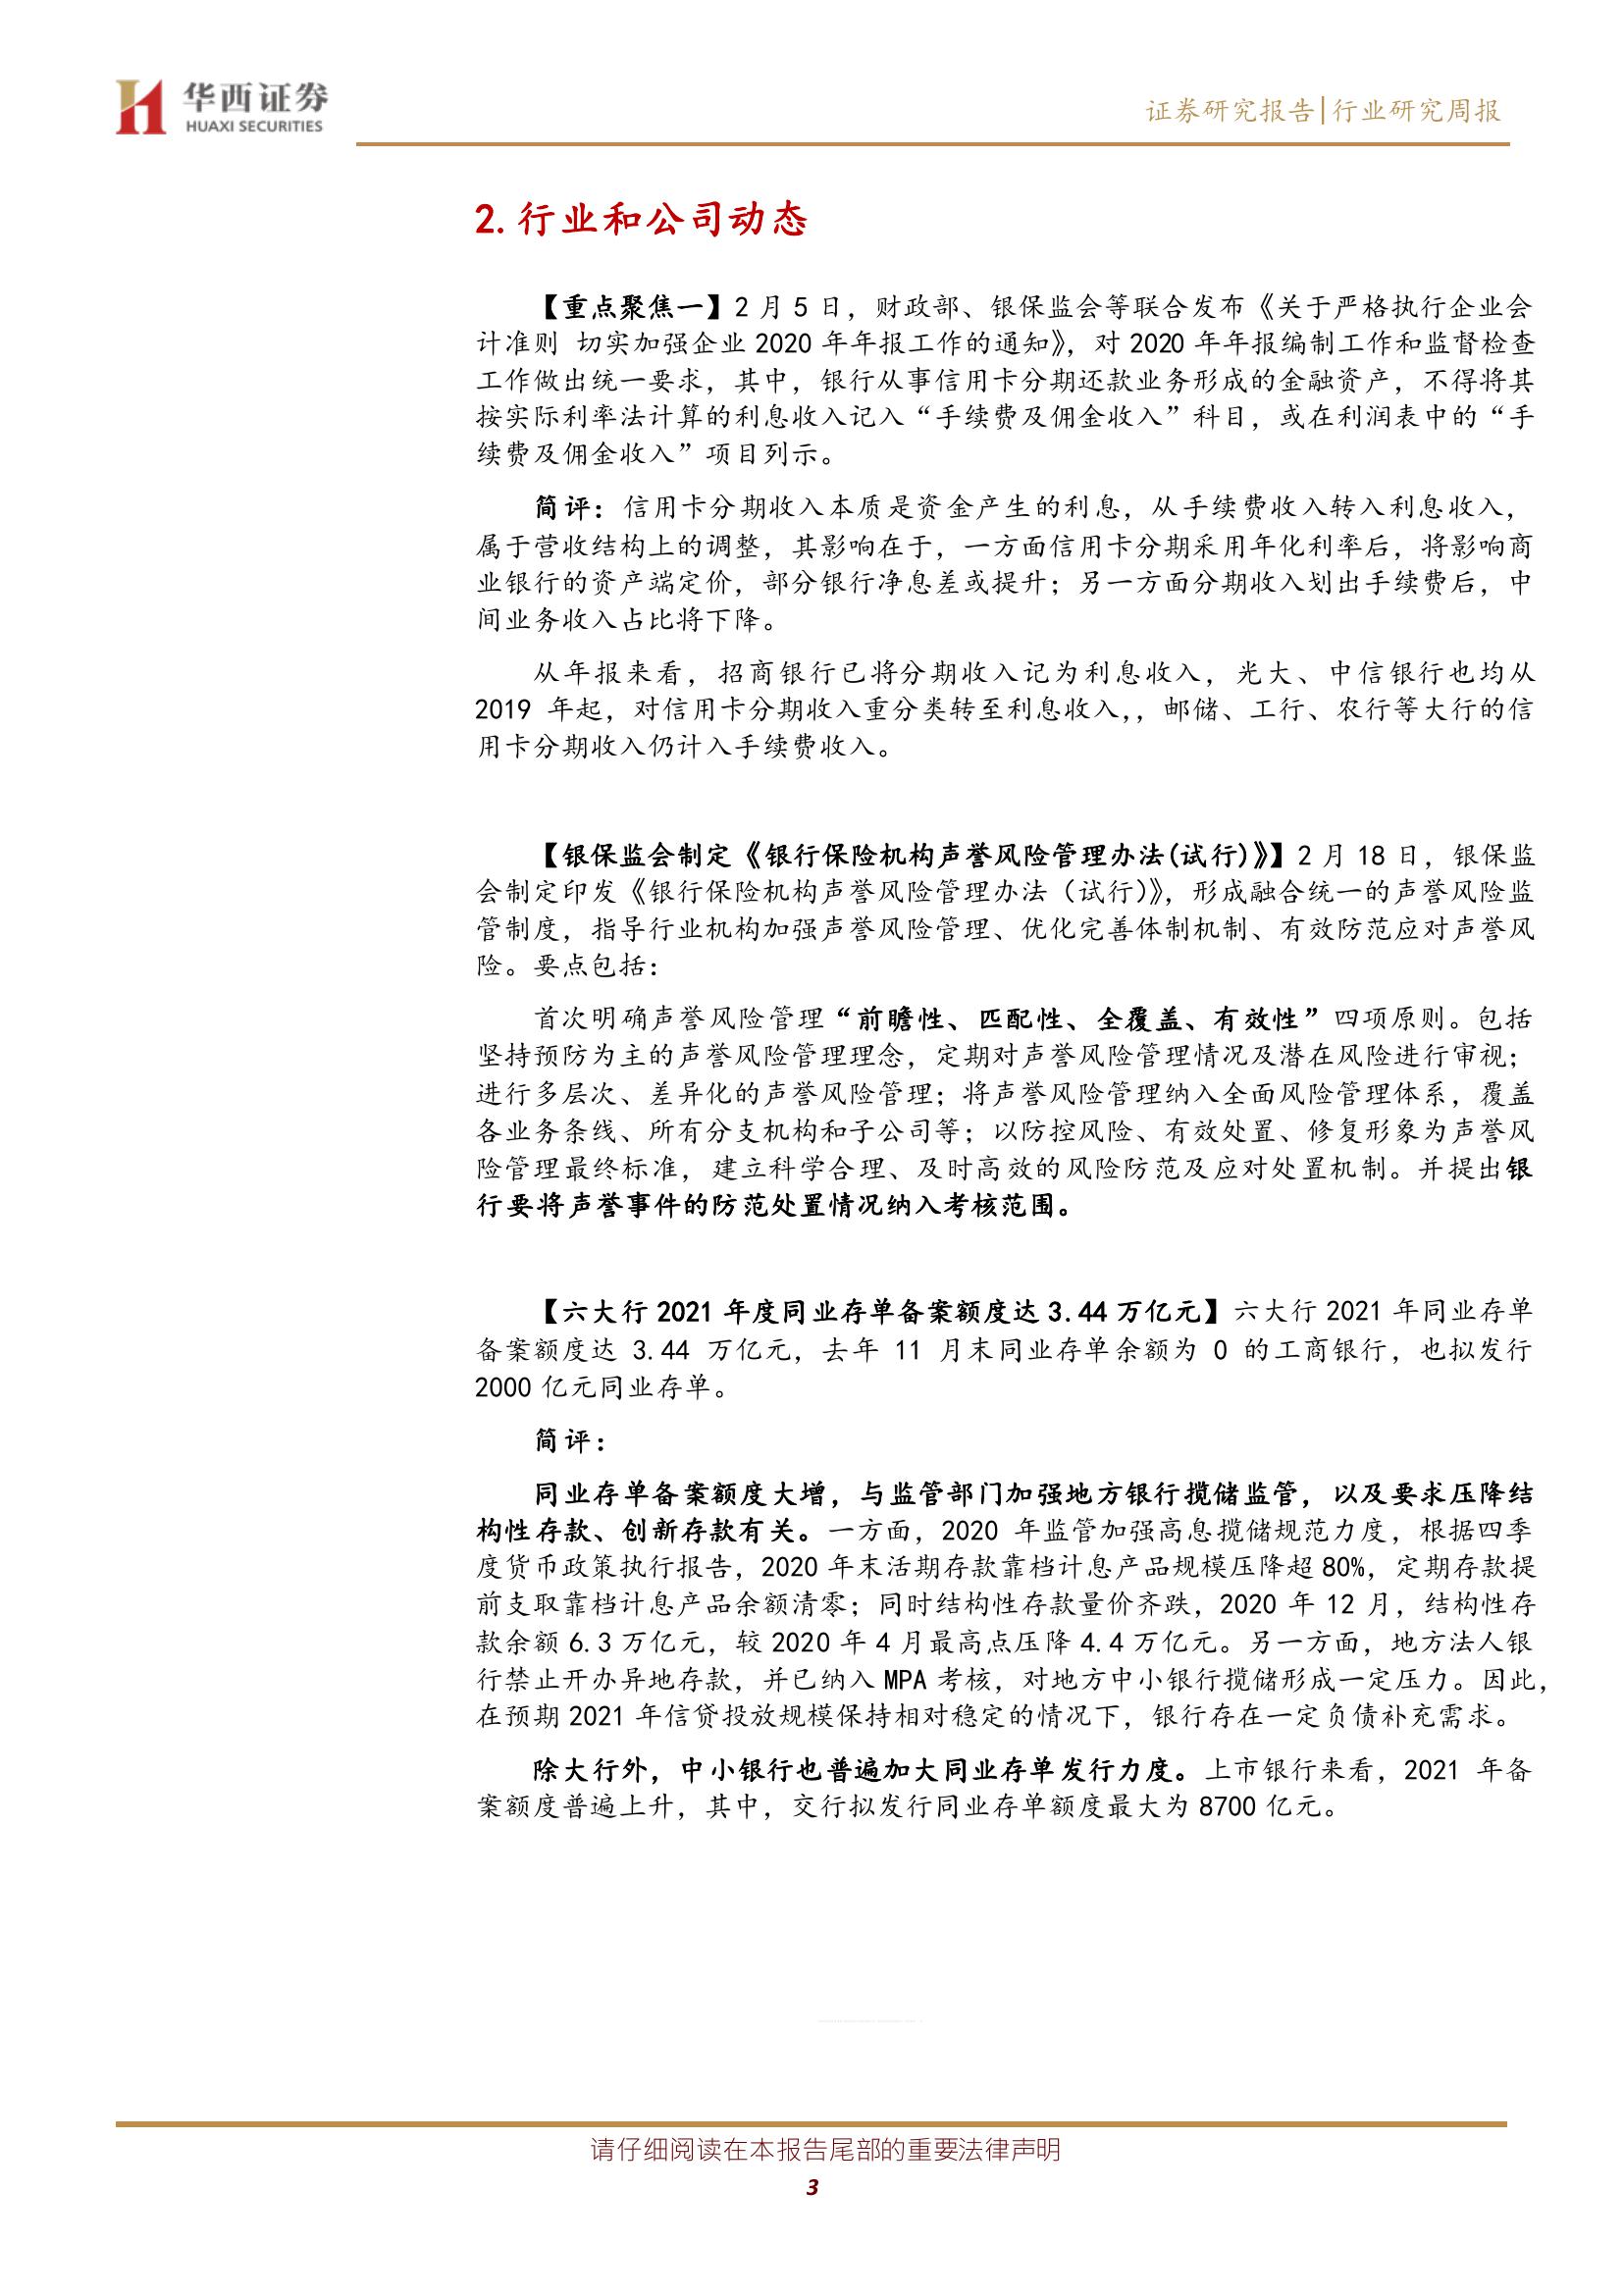 华西证券
HUAXI SECURITIES
证券研究报告|行业研究周报
2.行业和公司动态
【重点聚焦一】2 月 5 日，财政部、银保监会等联合发布《关于严格执行企业会
计准则 切实加强企业 2020 年年报工作的通知》，对 2020 年年报编制工作和监督检查
工作做出统一要求，其中，银行从事信用卡分期还款业务形成的金融资产，不得将其
按实际利率法计算的利息收入记入“手续费及佣金收入”科目，或在利润表中的“手
续费及佣金收入”项目列示。
简评：信用卡分期收入本质是资金产生的利息，从手续费收入转入利息收入，
属于营收结构上的调整，其影响在于，一方面信用卡分期采用年化利率后，将影响商
业银行的资产端定价，部分银行净息差或提升；另一方面分期收入划出手续费后，中
间业务收入占比将下降。
从年报来看，招商银行已将分期收入记为利息收入，光大、中信银行也均从
2019 年起，对信用卡分期收入重分类转至利息收入，，邮储、工行、农行等大行的信
用卡分期收入仍计入手续费收入。
【银保监会制定《银行保险机构声誉风险管理办法(试行)》】2 月 18 日，银保监
会制定印发《银行保险机构声誉风险管理办法（试行）》，形成融合统一的声誉风险监
管制度，指导行业机构加强声誉风险管理、优化完善体制机制、有效防范应对声誉风
险。要点包括：
首次明确声誉风险管理“前瞻性、匹配性、全覆盖、有效性”四项原则。包括
坚持预防为主的声誉风险管理理念，定期对声誉风险管理情况及潜在风险进行审视；
进行多层次、差异化的声誉风险管理；将声誉风险管理纳入全面风险管理体系，覆盖
各业务条线、所有分支机构和子公司等；以防控风险、有效处置、修复形象为声誉风
险管理最终标准，建立科学合理、及时高效的风险防范及应对处置机制。并提出银
行要将声誉事件的防范处置情况纳入考核范围。
【六大行 2021 年度同业存单备案额度达 3.44 万亿元】六大行 2021 年同业存单
备案额度达 3.44 万亿元，去年 11 月末同业存单余额为 0 的工商银行，也拟发行
2000 亿元同业存单。
简评：
同业存单备案额度大增，与监管部门加强地方银行揽储监管，以及要求压降结
构性存款、创新存款有关。一方面，2020 年监管加强高息揽储规范力度，根据四季
度货币政策执行报告，2020 年末活期存款靠档计息产品规模压降超 80%，定期存款提
前支取靠档计息产品余额清零；同时结构性存款量价齐跌，2020 年 12 月，结构性存
款余额 6.3 万亿元，较 2020 年 4 月最高点压降 4.4 万亿元。另一方面，地方法人银
行禁止开办异地存款，并已纳入 MPA 考核，对地方中小银行揽储形成一定压力。因此，
在预期 2021 年信贷投放规模保持相对稳定的情况下，银行存在一定负债补充需求。
除大行外，中小银行也普遍加大同业存单发行力度。上市银行来看，2021 年备
案额度普遍上升，其中，交行拟发行同业存单额度最大为 8700 亿元。
请仔细阅读在本报告尾部的重要法律声明
3